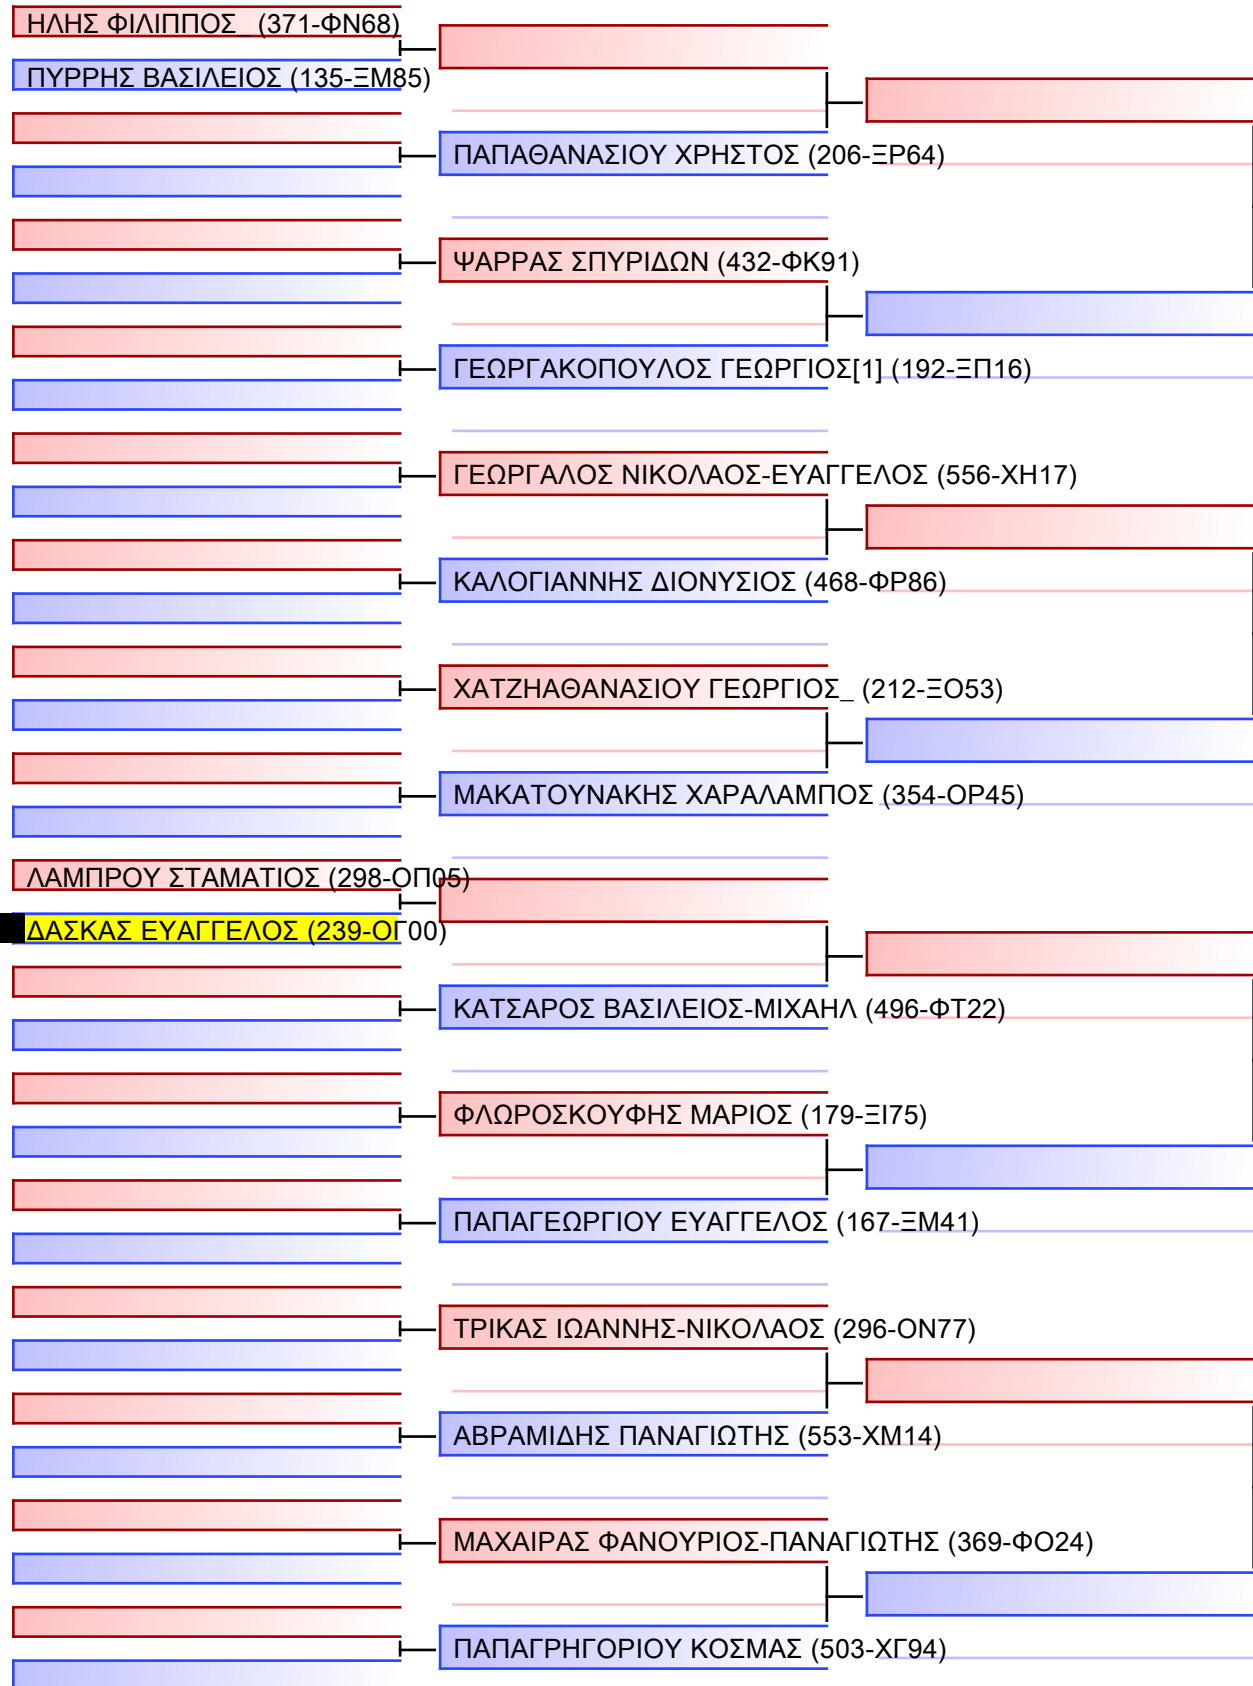 ΗΛΗΣ ΦΙΛΙΠΠΟΣ_ (371-ΦΝ68)
ΠΥΡΡΗΣ ΒΑΣΙΛΕΙΟΣ (135-ΞΜ85)
ΠΑΠΑΘΑΝΑΣΙΟΥ ΧΡΗΣΤΟΣ (206-ΞΡ64)
ΨΑΡΡΑΣ ΣΠΥΡΙΔΩΝ (432-ΦΚ91)
ΓΕΩΡΓΑΚΟΠΟΥΛΟΣ ΓΕΩΡΓΙΟΣ[1] (192-ΞΠ16)
ΓΕΩΡΓΑΛΟΣ ΝΙΚΟΛΑΟΣ-ΕΥΑΓΓΕΛΟΣ (556-ΧΗ17)
ΚΑΛΟΓΙΑΝΝΗΣ ΔΙΟΝΥΣΙΟΣ (468-ΦΡ86)
ΧΑΤΖΗΑΘΑΝΑΣΙΟΥ ΓΕΩΡΓΙΟΣ_ (212-ΞΟ53)
ΜΑΚΑΤΟΥΝΑΚΗΣ ΧΑΡΑΛΑΜΠΟΣ (354-ΟΡ45)
ΛΑΜΠΡΟΥ ΣΤΑΜΑΤΙΟΣ (298-ΟΠ05)
ΔΑΣΚΑΣ ΕΥΑΓΓΕΛΟΣ (239-ΟΓ00)
ΚΑΤΣΑΡΟΣ ΒΑΣΙΛΕΙΟΣ-ΜΙΧΑΗΛ (496-ΦΤ22)
ΦΛΩΡΟΣΚΟΥΦΗΣ ΜΑΡΙΟΣ (179-ΞΙ75)
ΠΑΠΑΓΕΩΡΓΙΟΥ ΕΥΑΓΓΕΛΟΣ (167-ΞΜ41)
ΤΡΙΚΑΣ ΙΩΑΝΝΗΣ-ΝΙΚΟΛΑΟΣ (296-ΟΝ77)
ΑΒΡΑΜΙΔΗΣ ΠΑΝΑΓΙΩΤΗΣ (553-ΧΜ14)
ΜΑΧΑΙΡΑΣ ΦΑΝΟΥΡΙΟΣ-ΠΑΝΑΓΙΩΤΗΣ (369-ΦΟ24)
ΠΑΠΑΓΡΗΓΟΡΙΟΥ ΚΟΣΜΑΣ (503-ΧΓ94)